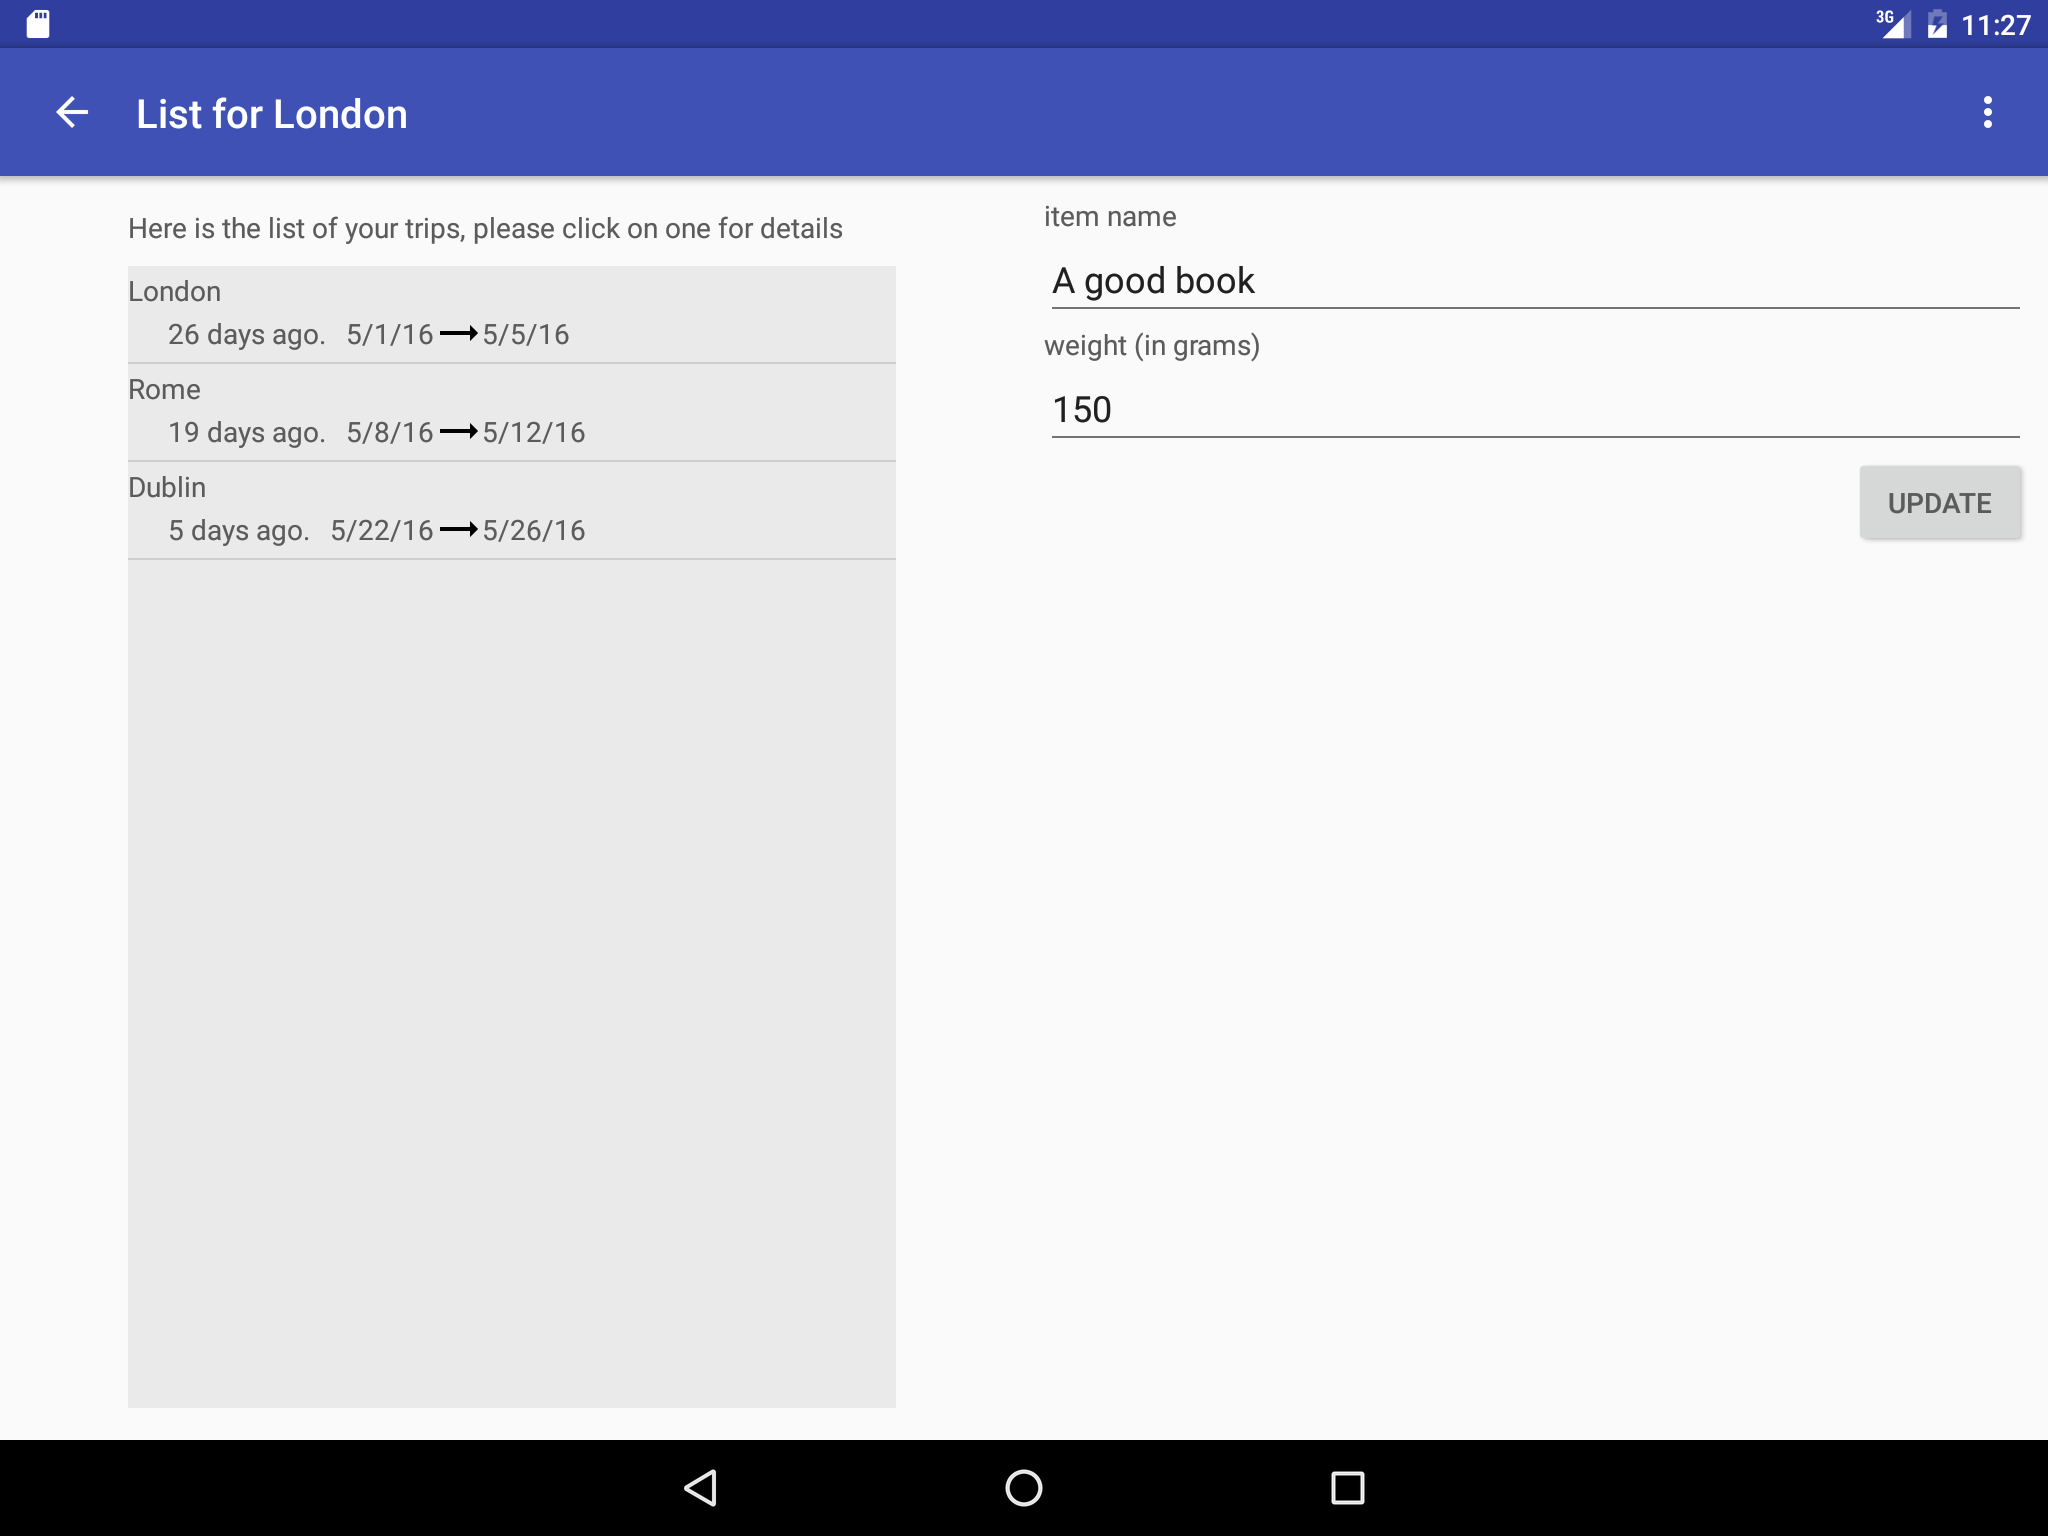 3G 11:27
List for London
Here is the list of your trips, please click on one for details
London
26 days ago. 5/1/16 5/5/16
Rome
19 days ago. 5/8/16 5/12/16
Dublin
5 days ago. 5/22/16 5/26/16
item name
A good book
weight (in grams)
150
UPDATE